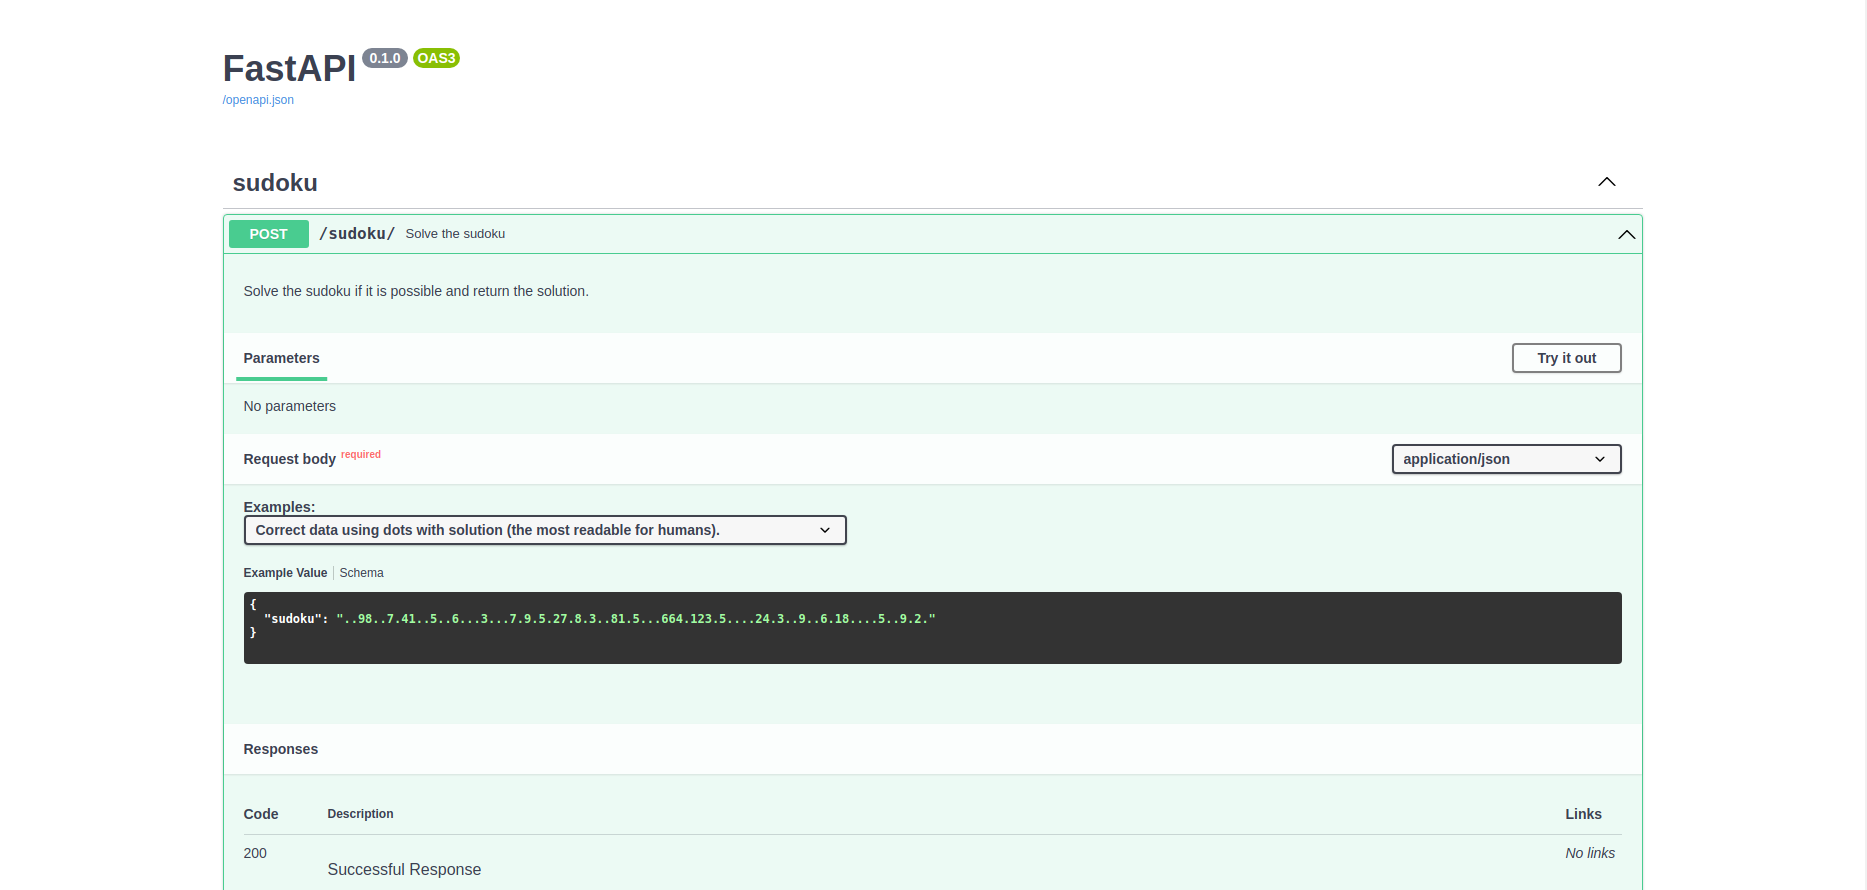 FastAPI 0.1.0 OAS3
/openapi.json
sudoku
POST /sudoku/ Solve the sudoku
Solve the sudoku if it is possible and return the solution.
Parameters Try it out
No parameters
Request body required application/json
Examples:
Correct data using dots with solution (the most readable for humans).
Example Value Schema
{
"sudoku": "..98..7.41..5..6...3...7.9.5.27.8.3..81.5...664.123.5....24.3..9..6.18....5..9.2."
}
Responses
Code Description Links
200 No links
Successful Response